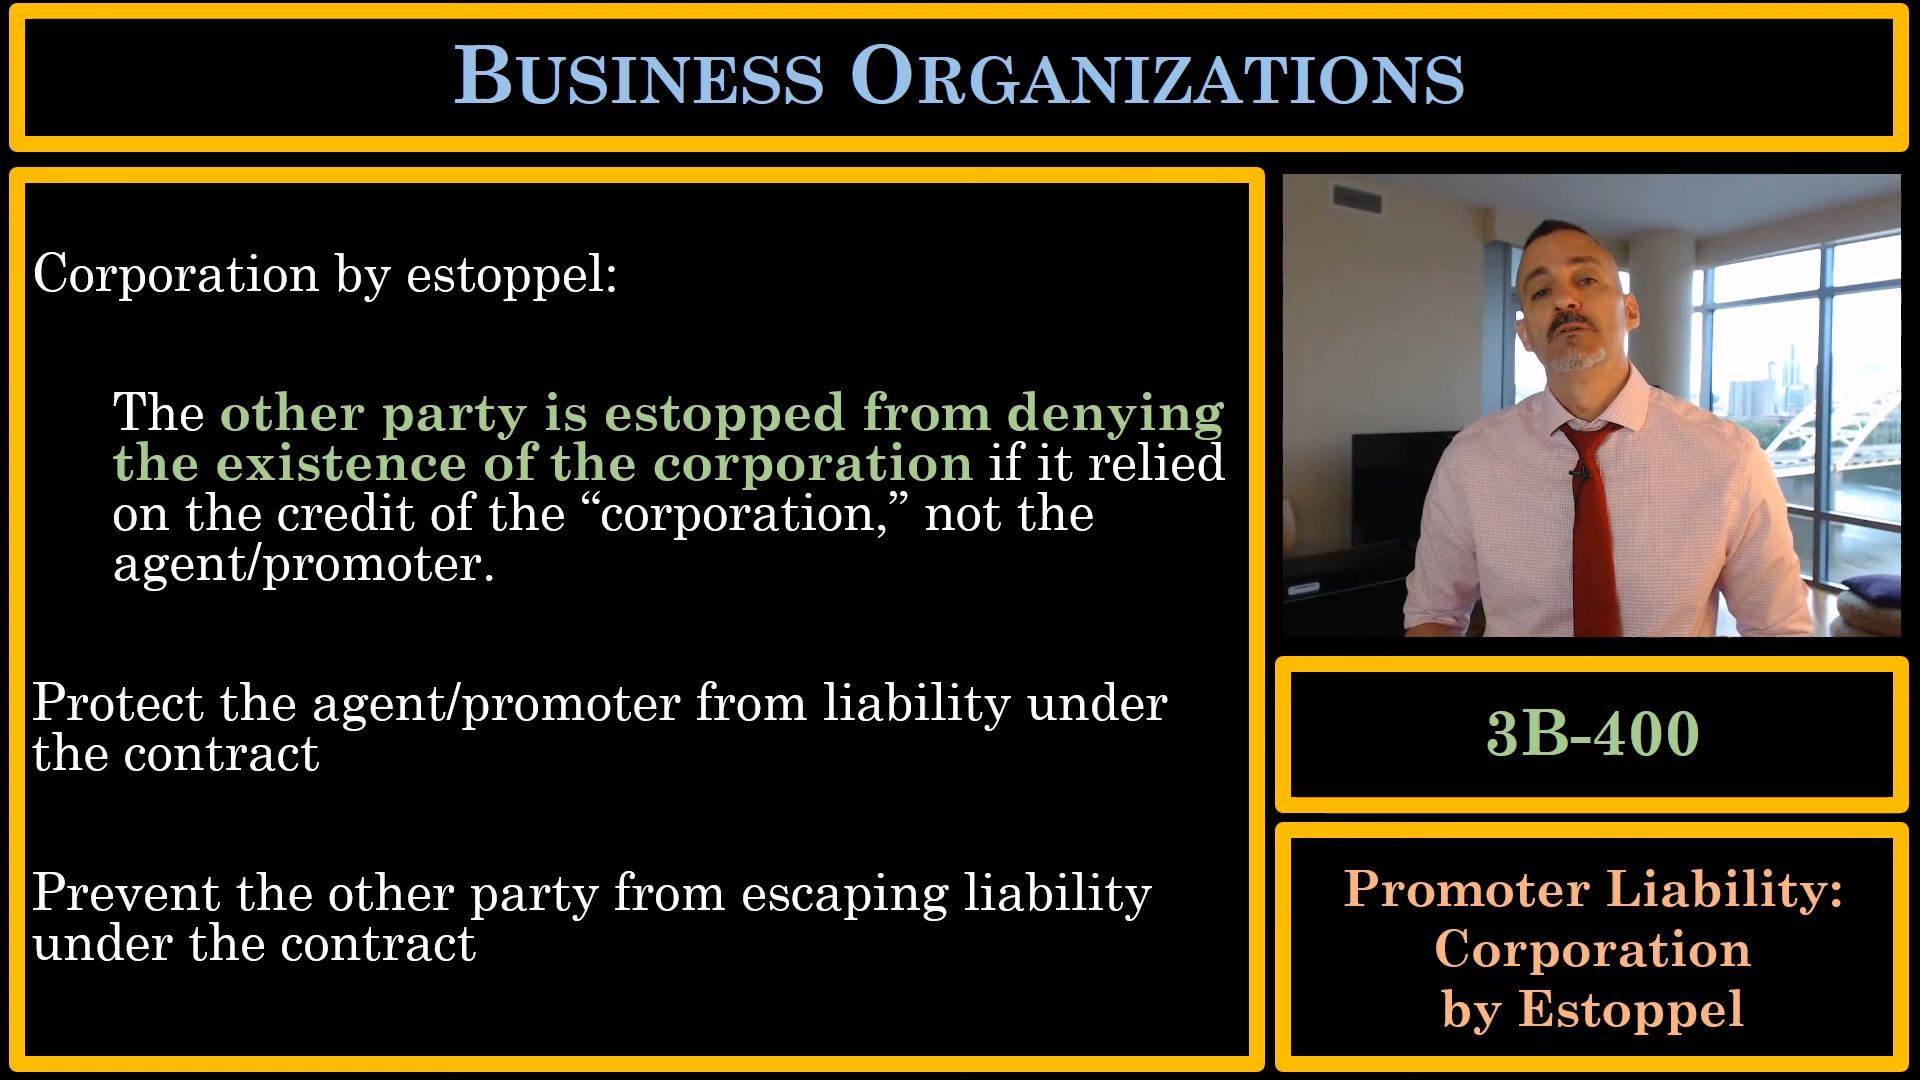 BUSINESS ORGANIZATIONS
Corporation by estoppel:
The other party is estopped from denying
the existence of the corporation if it relied
on the credit of the “corporation,” not the
agent/promoter.
Protect the agent/promoter from liability under
the contract
Prevent the other party from escaping liability
under the contract
3B-400
Promoter Liability:
Corporation
by Estoppel